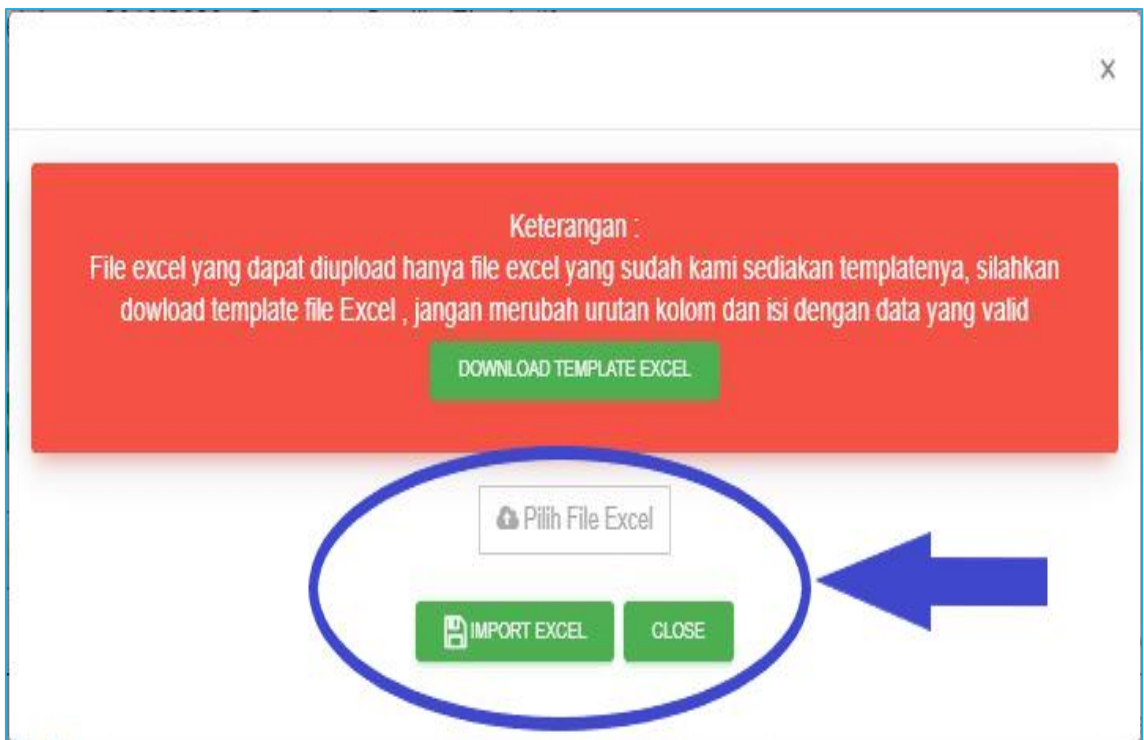 X
Keterangan :
File excel yang dapat diupload hanya file excel yang sudah kami sediakan templatenya, silahkan
dowload template file Excel , jangan merubah urutan kolom dan isi dengan data yang valid
DOWNLOAD TEMPLATE EXCEL
Pilih File Excel
IMPORT EXCEL CLOSE